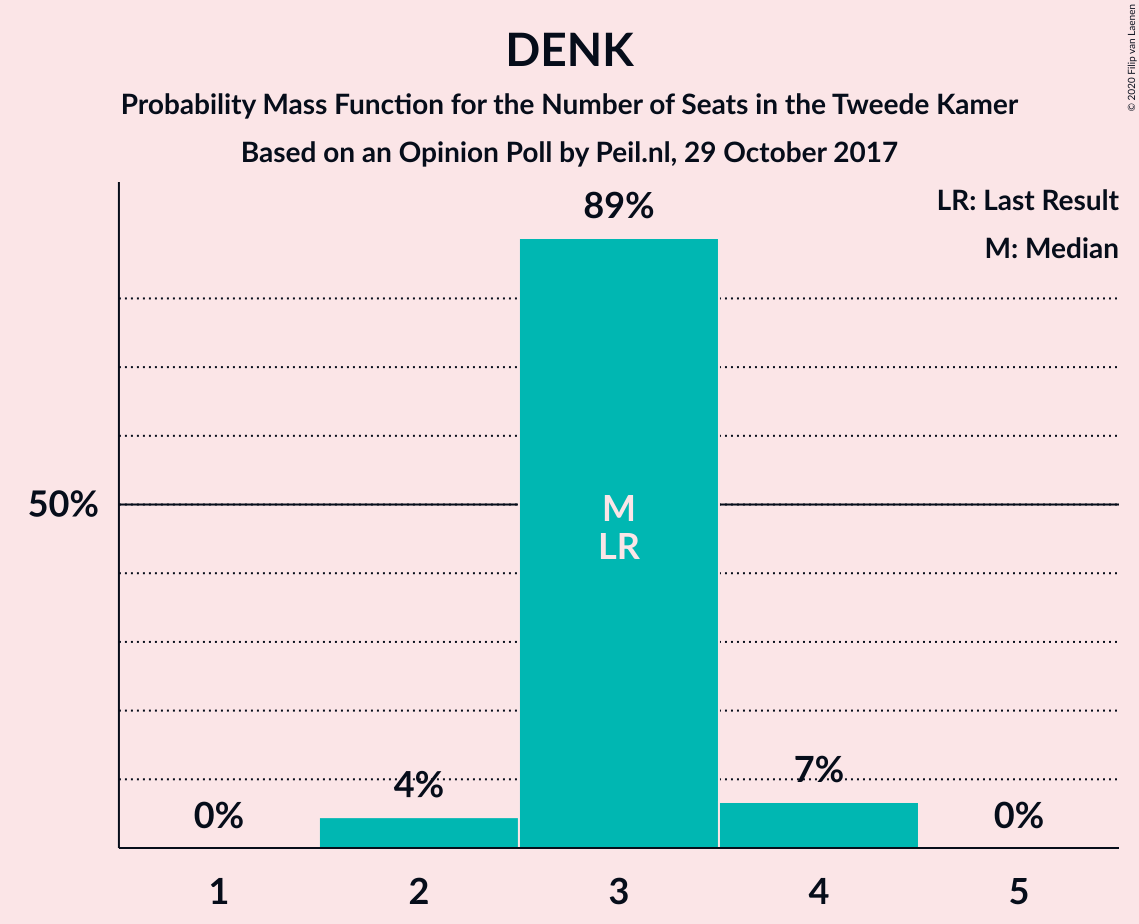 DENK
Probability Mass Function for the Number of Seats in the Tweede Kamer
Based on an Opinion Poll by Peil.nl, 29 October 2017
© 2020 Filip van Laenen
LR: Last Result
M: Median
89%
50%
M
LR
0%
4%
7%
0%
1 2 3 4 5